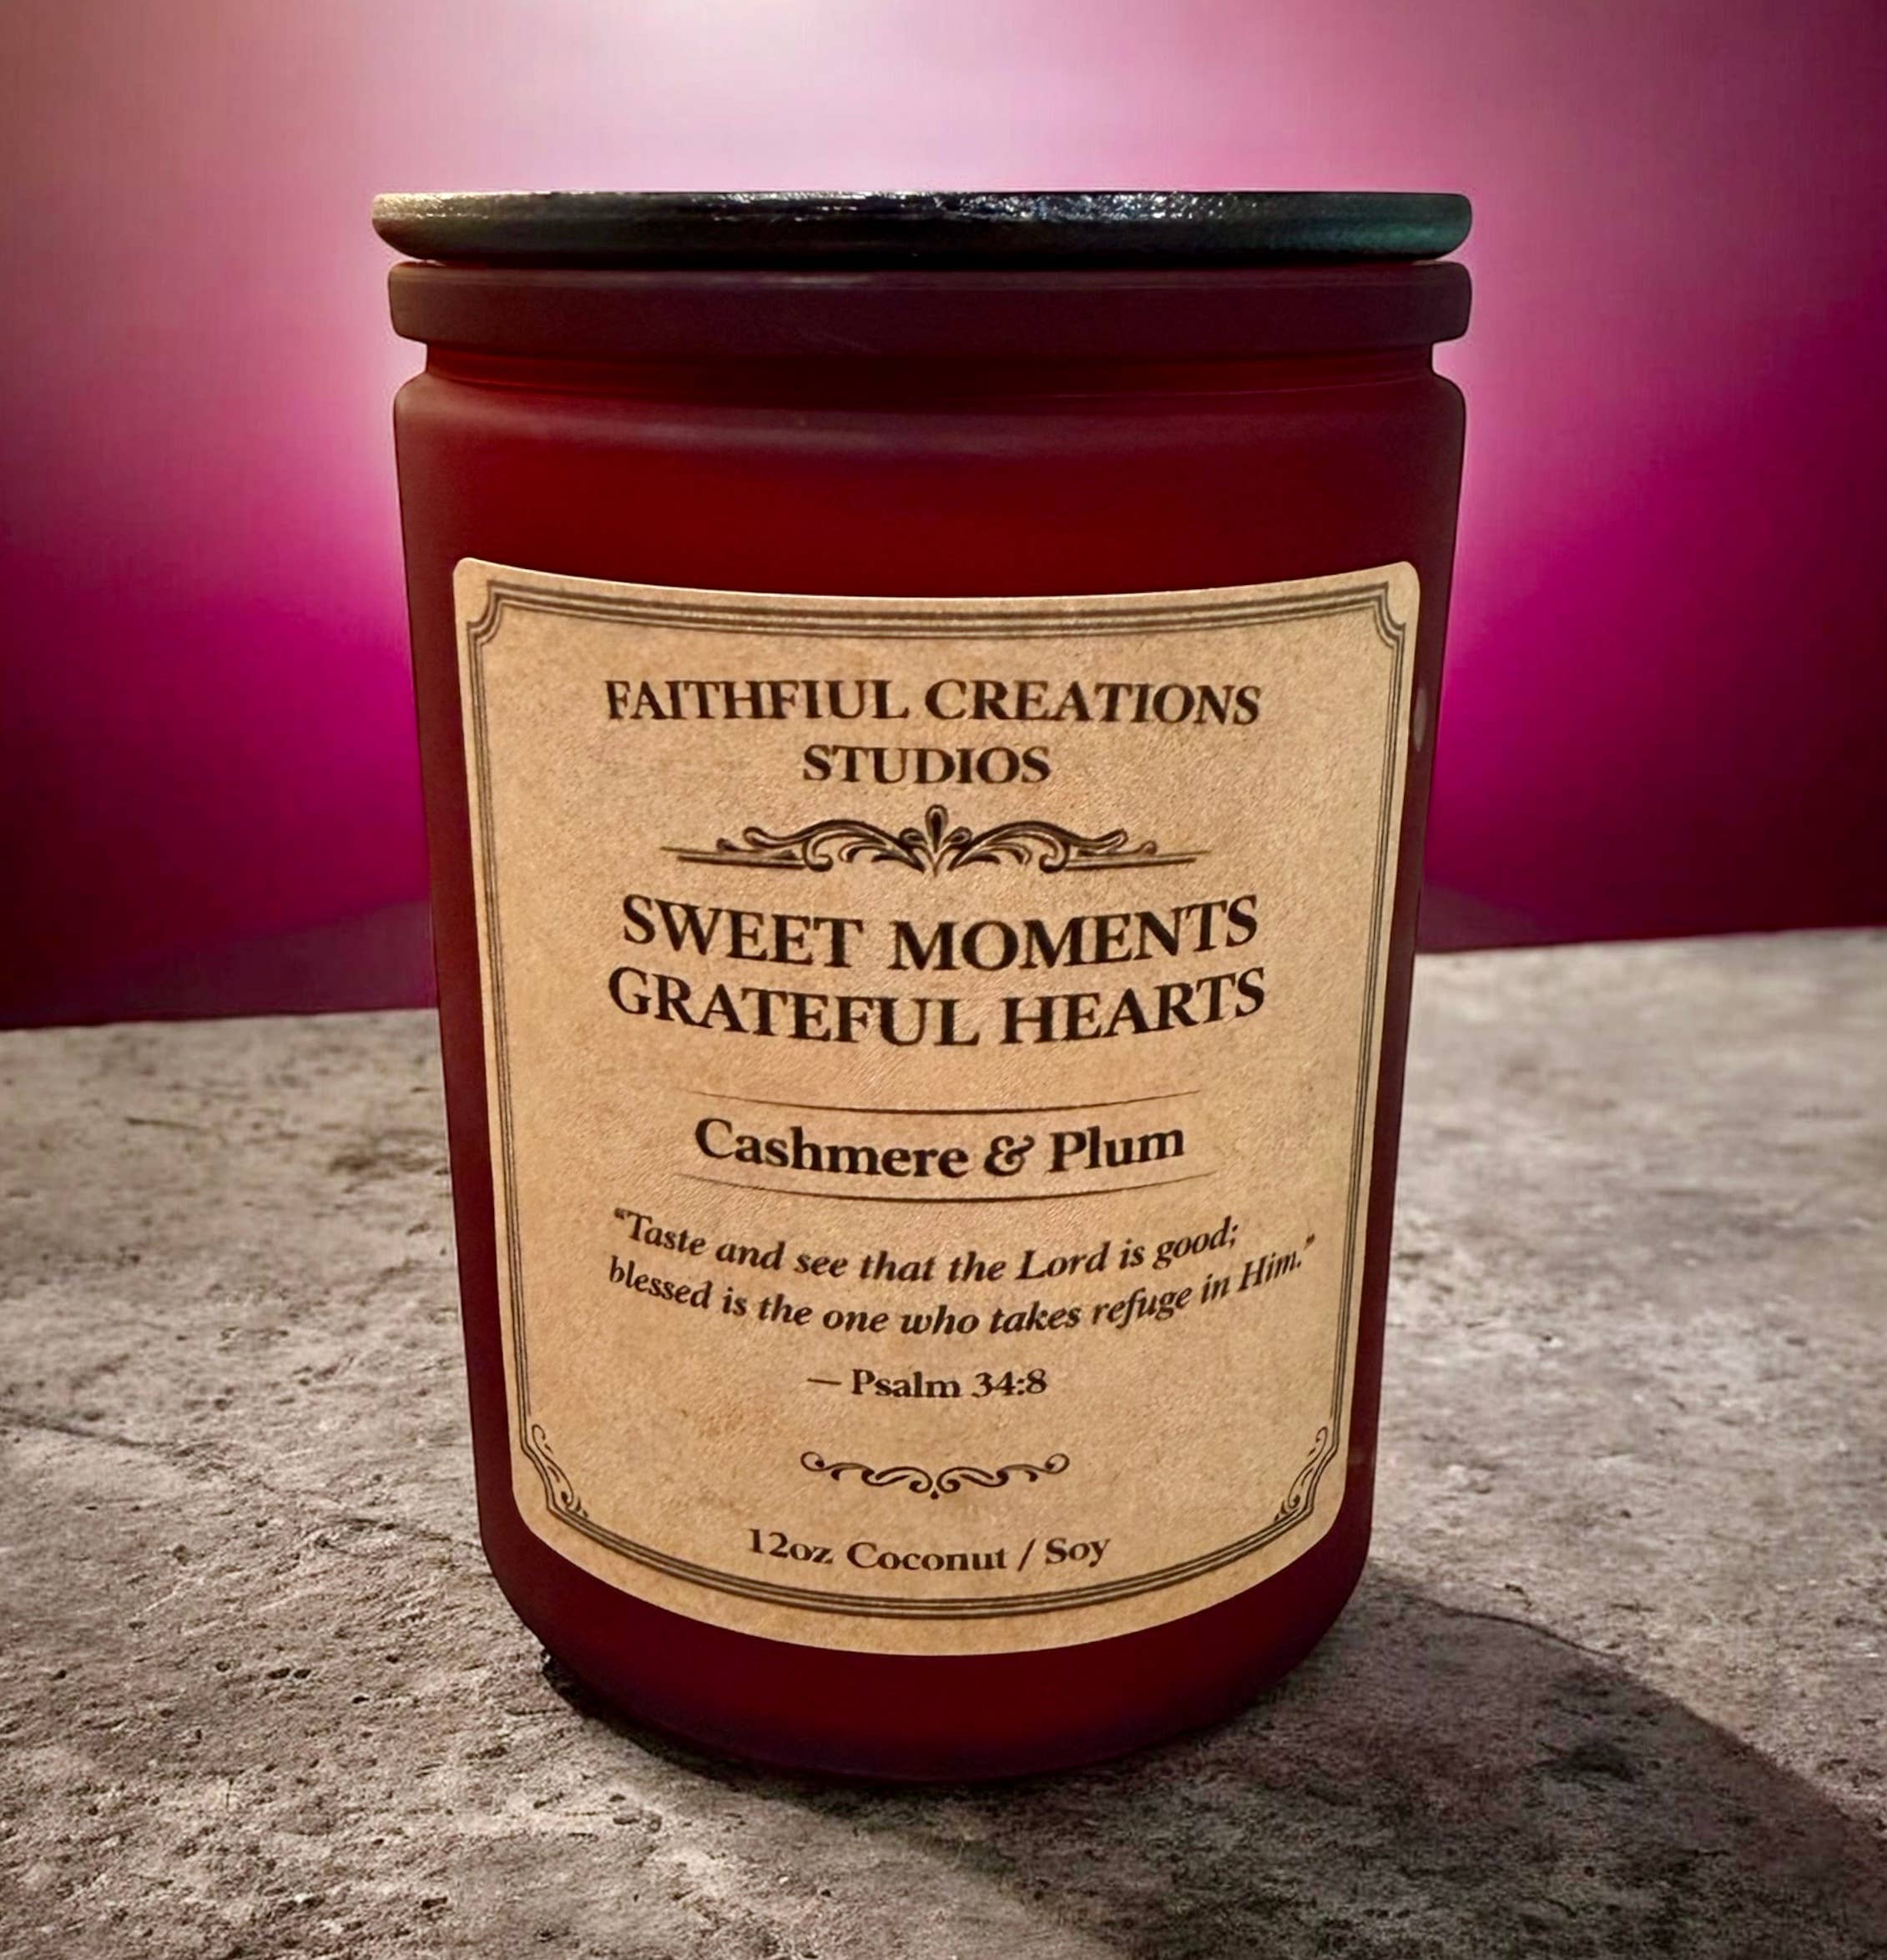 FAITHFIUL CREATIONS
STUDIOS
SWEET MOMENTS
GRATEFUL HEARTS
Cashmere & Plum
“Taste and see that the Lord is good;
blessed is the one who takes refuge in Him.”
— Psalm 34:8
12oz Coconut / Soy